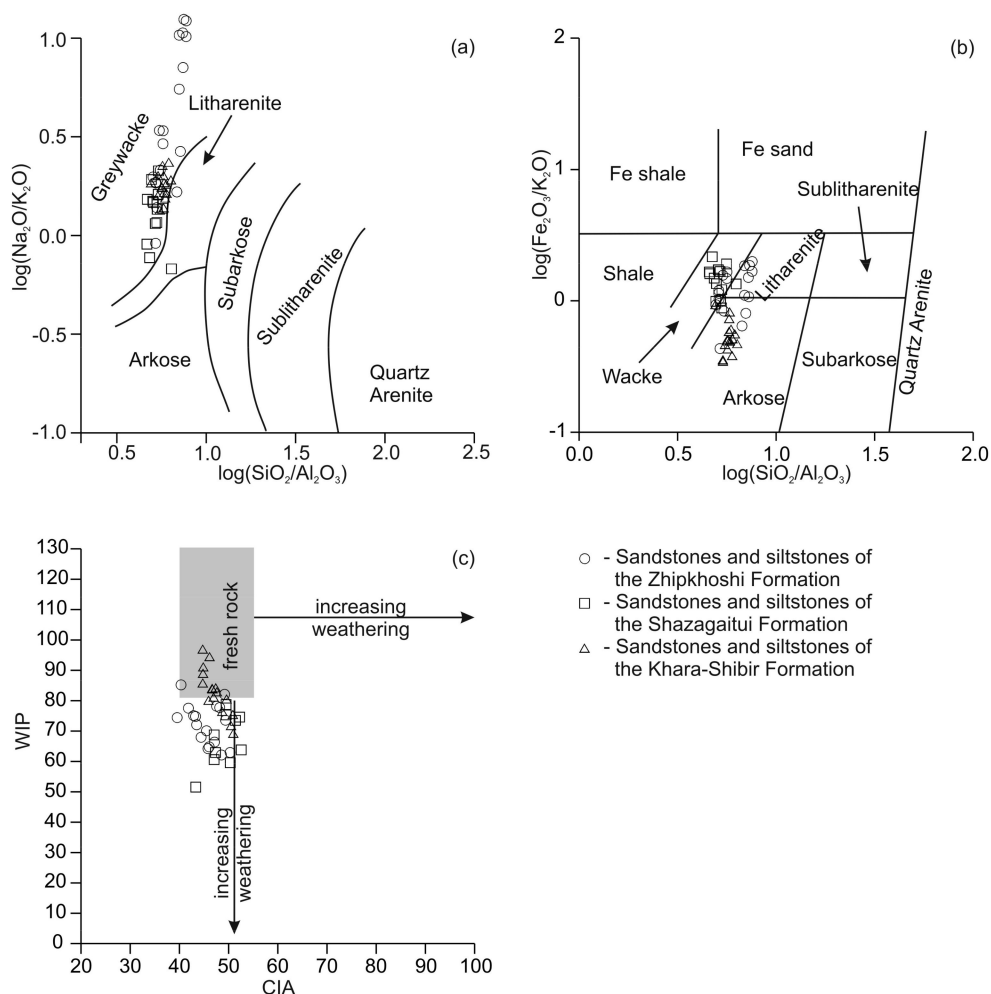 (a)
1.0
0.5
0.0
-0.5
-1.0
log(Na₂O/K₂O)
Greywacke
Litharenite
Subarkose
Sublitharenite
Arkose
Quartz
Arenite
0.5
1.0
1.5
2.0
2.5
log(SiO₂/Al₂O₃)
(b)
2
1
0
-1
log(Fe₂O₃/K₂O)
Fe shale
Fe sand
Sublitharenite
Shale
Litharenite
Wacke
Arkose
Subarkose
Quartz Arenite
0.0
0.5
1.0
1.5
2.0
log(SiO₂/Al₂O₃)
(c)
130
120
110
100
90
80
70
60
50
40
30
20
10
0
WIP
fresh rock
increasing
weathering
increasing
weathering
20
30
40
50
60
70
80
90
100
CIA
- Sandstones and siltstones of
the Zhipkhoshi Formation
- Sandstones and siltstones of
the Shazagaitui Formation
- Sandstones and siltstones of
the Khara-Shibir Formation